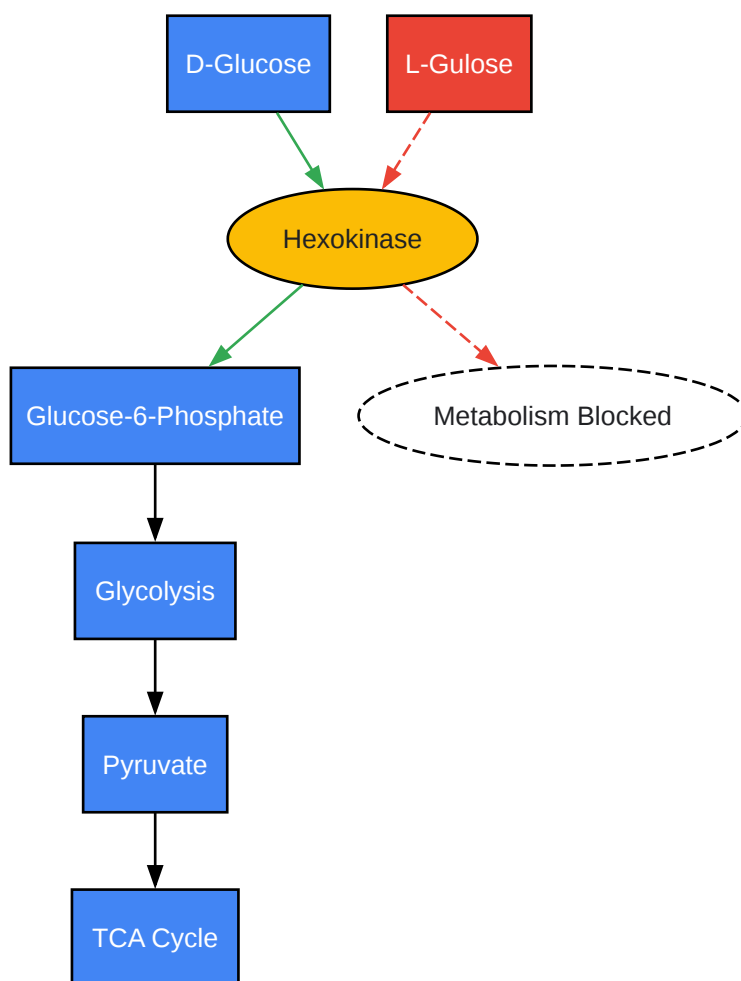 D-Glucose
L-Gulose
Hexokinase
Glucose-6-Phosphate
Metabolism Blocked
Glycolysis
Pyruvate
TCA Cycle